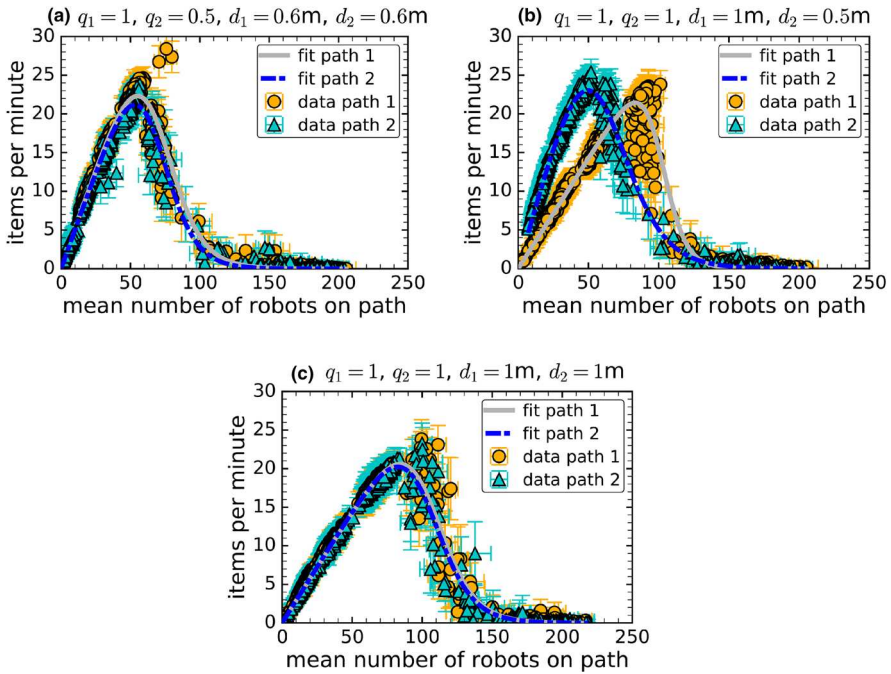 (a) q₁ = 1, q₂ = 0.5, d₁ = 0.6m, d₂ = 0.6m
30
25
20
15
10
5
0
items per minute
0 50 100 150 200 250
mean number of robots on path
fit path 1
fit path 2
data path 1
data path 2
(b) q₁ = 1, q₂ = 1, d₁ = 1m, d₂ = 0.5m
30
25
20
15
10
5
0
items per minute
0 50 100 150 200 250
mean number of robots on path
fit path 1
fit path 2
data path 1
data path 2
(c) q₁ = 1, q₂ = 1, d₁ = 1m, d₂ = 1m
30
25
20
15
10
5
0
items per minute
0 50 100 150 200 250
mean number of robots on path
fit path 1
fit path 2
data path 1
data path 2